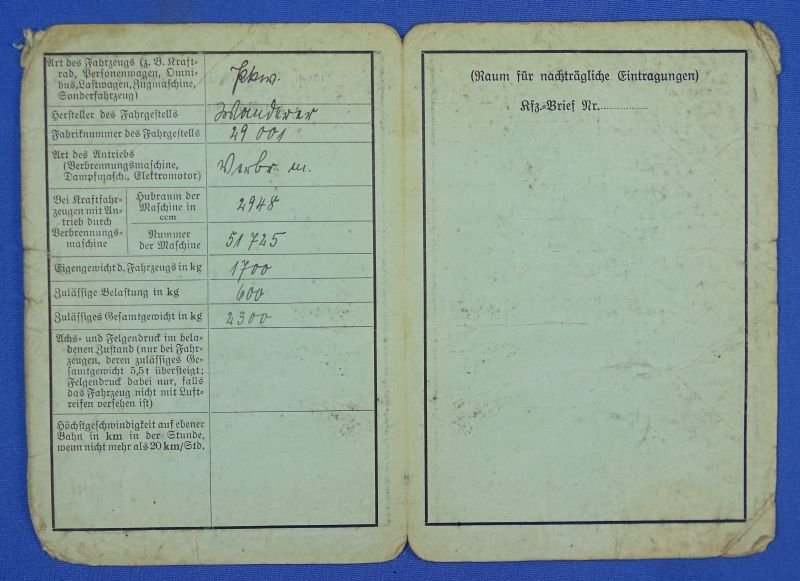 Art des Fahrzeugs (z. B. Kraft-
rad, Personenwagen, Omni-
bus, Lastwagen, Zugmaschine,
Sonderfahrzeug)
Pkw.
Hersteller des Fahrgestells
Wanderer
Fabriknummer des Fahrgestells
29 001
Art des Antriebs
(Verbrennungsmaschine,
Dampfmasch., Elektromotor)
Verbr. m.
Bei Kraftfahr-
zeugen mit An-
trieb durch
Verbrennungs-
maschine
Hubraum der
Maschine in
ccm
2948
Nummer
der Maschine
51 725
Eigengewicht d. Fahrzeugs in kg
1700
Zulässige Belastung in kg
600
Zulässiges Gesamtgewicht in kg
2300
Achs- und Felgendruck im bela-
denen Zustand (nur bei Fahr-
zeugen, deren zulässiges Ge-
samtgewicht 5,5 t übersteigt;
Felgendruck dabei nur, falls
das Fahrzeug nicht mit Luft-
reifen versehen ist)
Höchstgeschwindigkeit auf ebener
Bahn in km in der Stunde,
wenn nicht mehr als 20 km/Std.
(Raum für nachträgliche Eintragungen)
Kfz.-Brief Nr.............